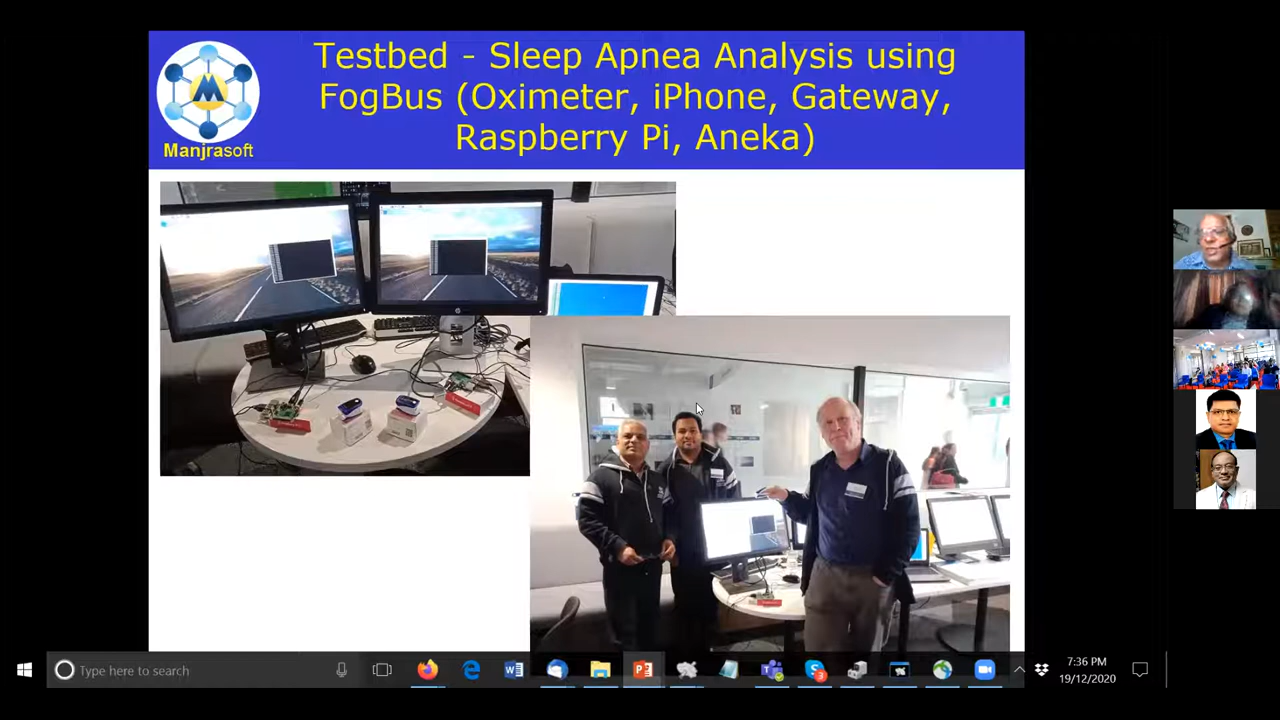 Testbed - Sleep Apnea Analysis using
FogBus (Oximeter, iPhone, Gateway,
Raspberry Pi, Aneka)
Manjrasoft
Type here to search
7:36 PM
19/12/2020